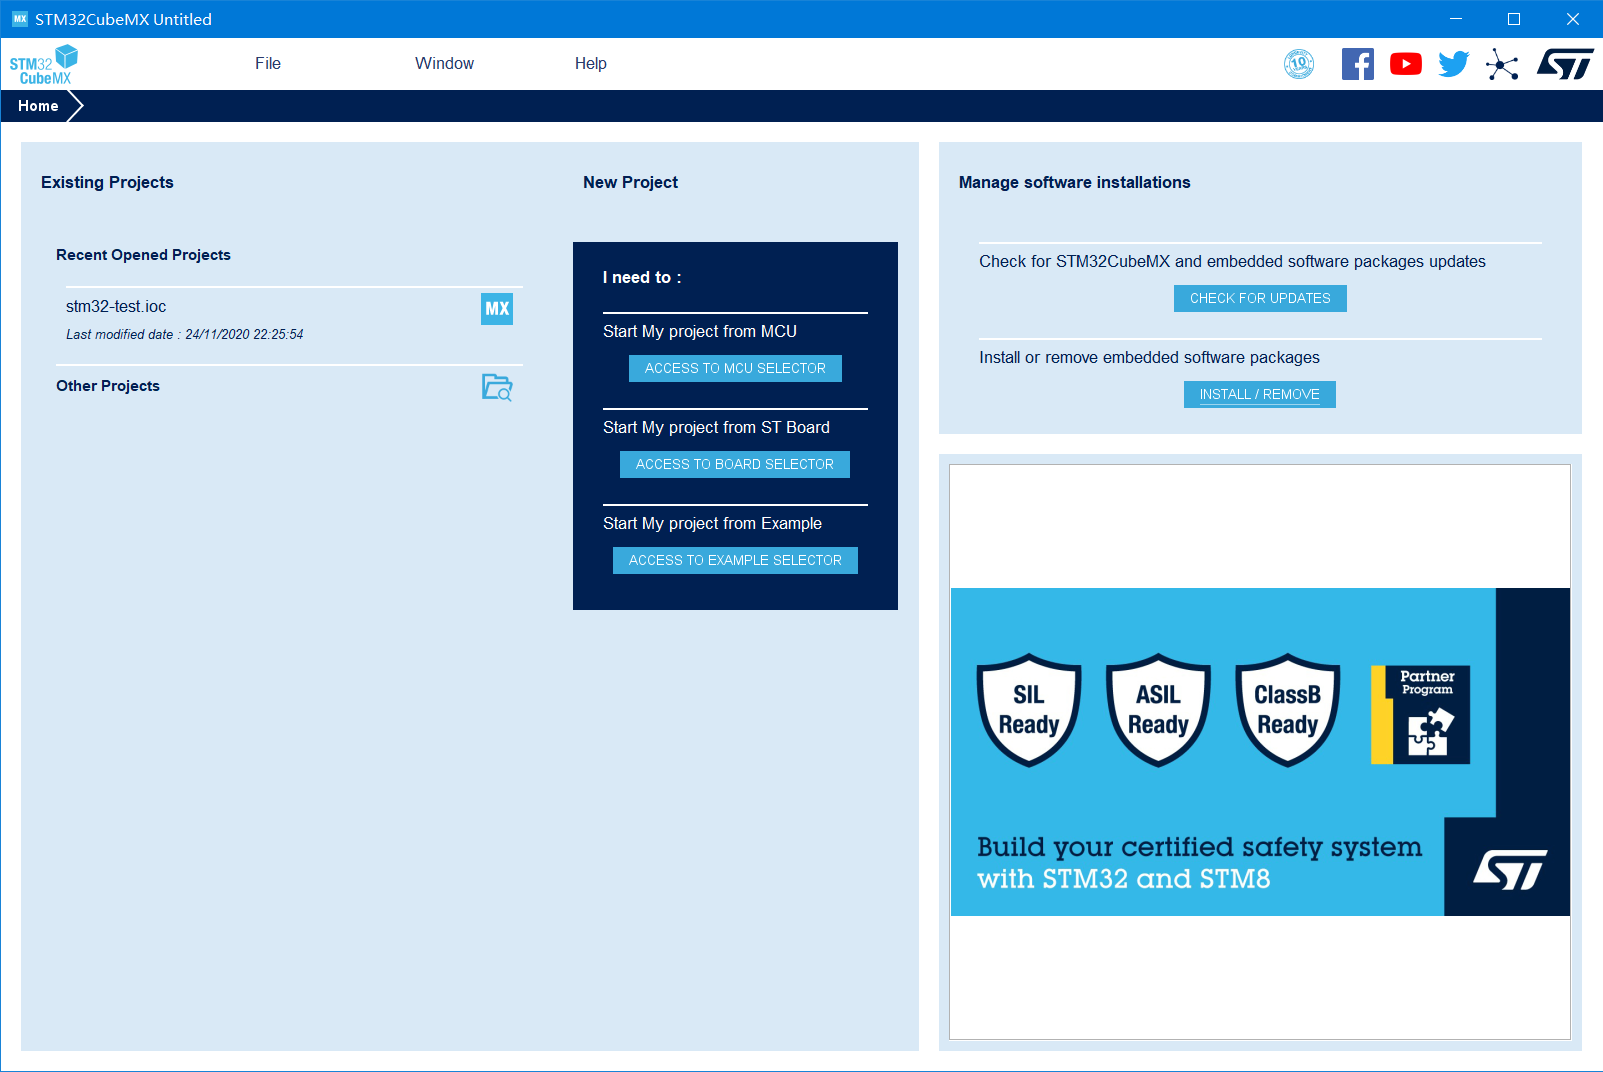 MX STM32CubeMX Untitled
STM32
CubeMX
File
Window
Help
10
ST
Home
Existing Projects
Recent Opened Projects
stm32-test.ioc
MX
Last modified date : 24/11/2020 22:25:54
Other Projects
New Project
I need to :
Start My project from MCU
ACCESS TO MCU SELECTOR
Start My project from ST Board
ACCESS TO BOARD SELECTOR
Start My project from Example
ACCESS TO EXAMPLE SELECTOR
Manage software installations
Check for STM32CubeMX and embedded software packages updates
CHECK FOR UPDATES
Install or remove embedded software packages
INSTALL / REMOVE
SIL
Ready
ASIL
Ready
ClassB
Ready
Partner
Program
Build your certified safety system
with STM32 and STM8
ST